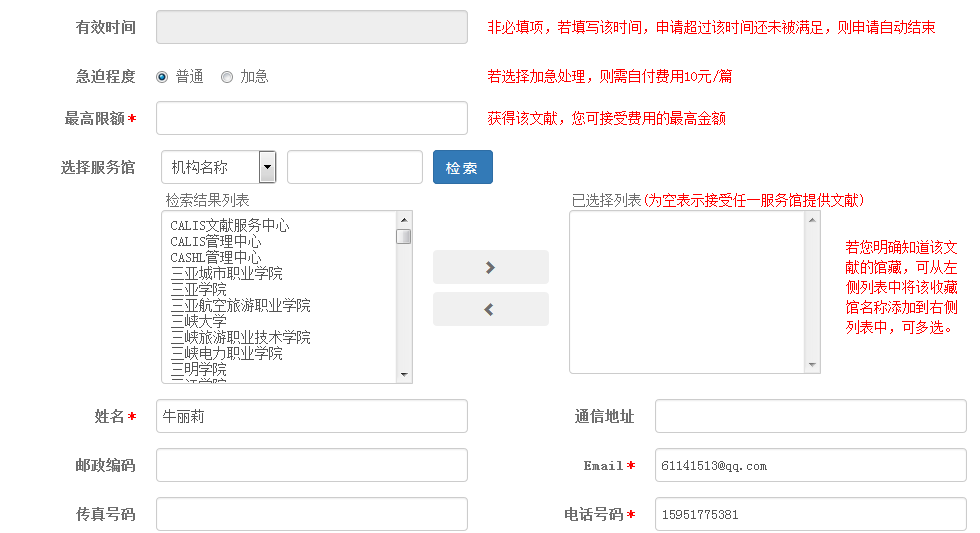 有效时间
非必填项，若填写该时间，申请超过该时间还未被满足，则申请自动结束
急迫程度 普通 加急
若选择加急处理，则需自付费用10元/篇
最高限额*
获得该文献，您可接受费用的最高金额
选择服务馆 机构名称 检索
检索结果列表
已选择列表(为空表示接受任一服务馆提供文献)
CALIS文献服务中心
CALIS管理中心
CASHL管理中心
三亚城市职业学院
三亚学院
三亚航空旅游职业学院
三峡大学
三峡旅游职业技术学院
三峡电力职业学院
三明学院
三江学院
若您明确知道该文
献的馆藏，可从左
侧列表中将该收藏
馆名称添加到右侧
列表中，可多选。
姓名* 牛丽莉
通信地址
邮政编码
Email* 61141513@qq.com
传真号码
电话号码* 15951775381